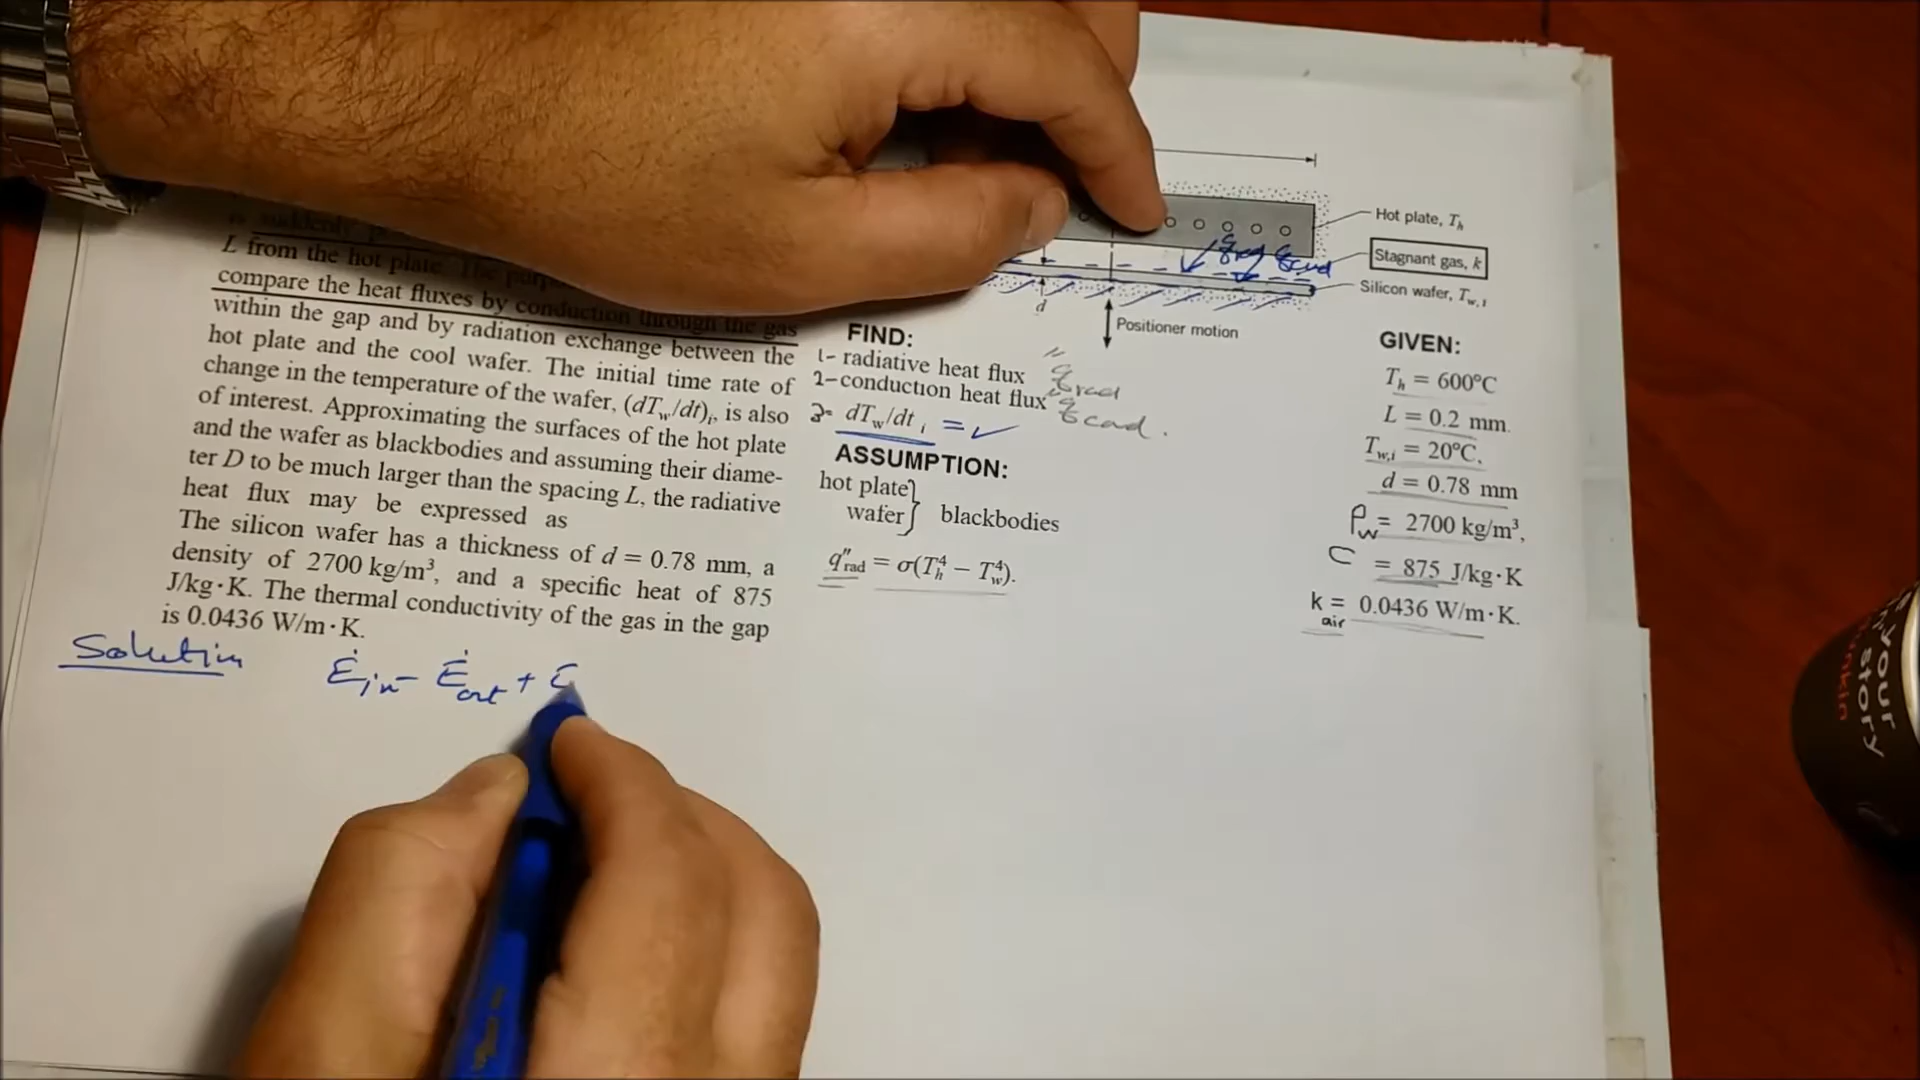 L from the hot plate. The
compare the heat fluxes by conduction through the gas
within the gap and by radiation exchange between the
hot plate and the cool wafer. The initial time rate of
change in the temperature of the wafer, (dTw/dt)i, is also
of interest. Approximating the surfaces of the hot plate
and the wafer as blackbodies and assuming their diame-
ter D to be much larger than the spacing L, the radiative
heat flux may be expressed as
The silicon wafer has a thickness of d = 0.78 mm, a
density of 2700 kg/m³, and a specific heat of 875
J/kg·K. The thermal conductivity of the gas in the gap
is 0.0436 W/m·K.
Hot plate, Th
Stagnant gas, k
Silicon wafer, Tw,i
d
Positioner motion
FIND:
1- radiative heat flux q″rad
2- conduction heat flux q″cond.
3- dTw/dt i = ✓
ASSUMPTION:
hot plate
wafer } blackbodies
q″rad = σ(Th⁴ − Tw⁴).
GIVEN:
Th = 600°C
L = 0.2 mm.
Tw,i = 20°C,
d = 0.78 mm
ρw = 2700 kg/m³,
C = 875 J/kg·K
k air = 0.0436 W/m·K.
Solution Ėin - Ėout + E
your
story